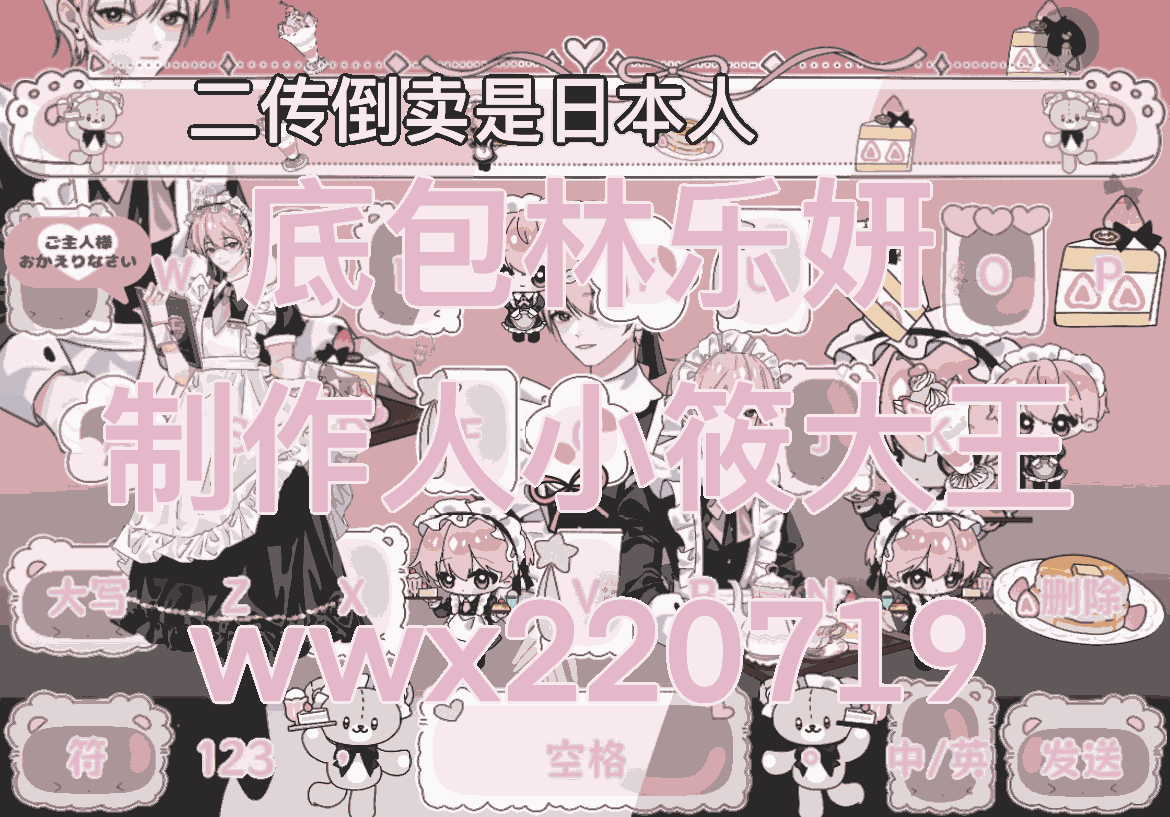 二传倒卖是日本人
底包林乐妍
ご主人様
おかえりなさい
W U O P
制作人小筱大王
S D F J K
大写 Z X V B N 删除
wwx220719
符 123 空格 中/英 发送